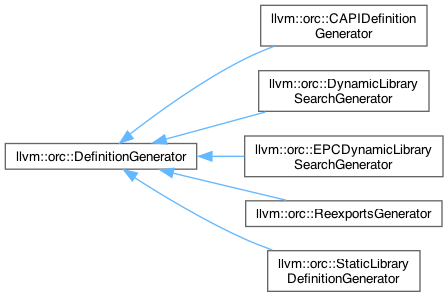 llvm::orc::CAPIDefinition
Generator
llvm::orc::DynamicLibrary
SearchGenerator
llvm::orc::EPCDynamicLibrary
SearchGenerator
llvm::orc::DefinitionGenerator
llvm::orc::ReexportsGenerator
llvm::orc::StaticLibrary
DefinitionGenerator